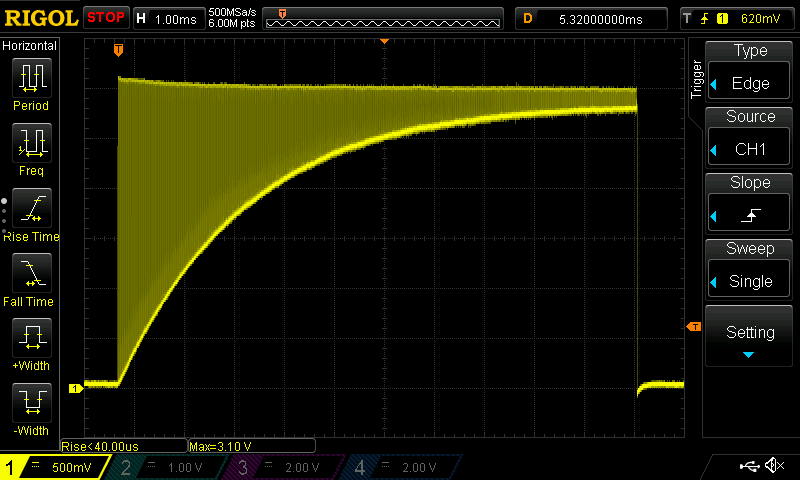 RIGOL STOP H 1.00ms 500MSa/s 6.00M pts T D 5.32000000ms T 1 620mV
Horizontal
Period
Freq
Rise Time
Fall Time
+Width
-Width
T
T
1
Rise<40.00us Max=3.10 V
1 500mV 2 1.00 V 3 2.00 V 4 2.00 V
Trigger
Type
Edge
Source
CH1
Slope
Sweep
Single
Setting